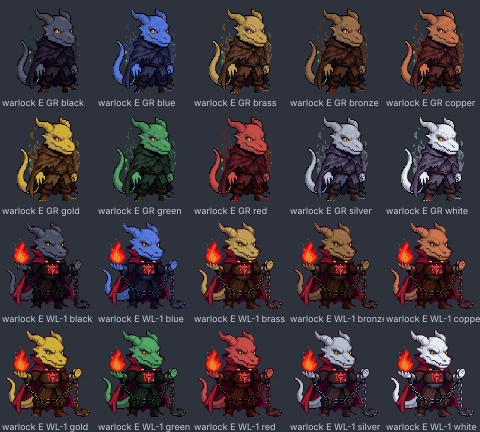 warlock E GR black
warlock E GR blue
warlock E GR brass
warlock E GR bronze
warlock E GR copper
warlock E GR gold
warlock E GR green
warlock E GR red
warlock E GR silver
warlock E GR white
warlock E WL-1 black
warlock E WL-1 blue
warlock E WL-1 brass
warlock E WL-1 bronze
warlock E WL-1 coppe
warlock E WL-1 gold
warlock E WL-1 green
warlock E WL-1 red
warlock E WL-1 silver
warlock E WL-1 white